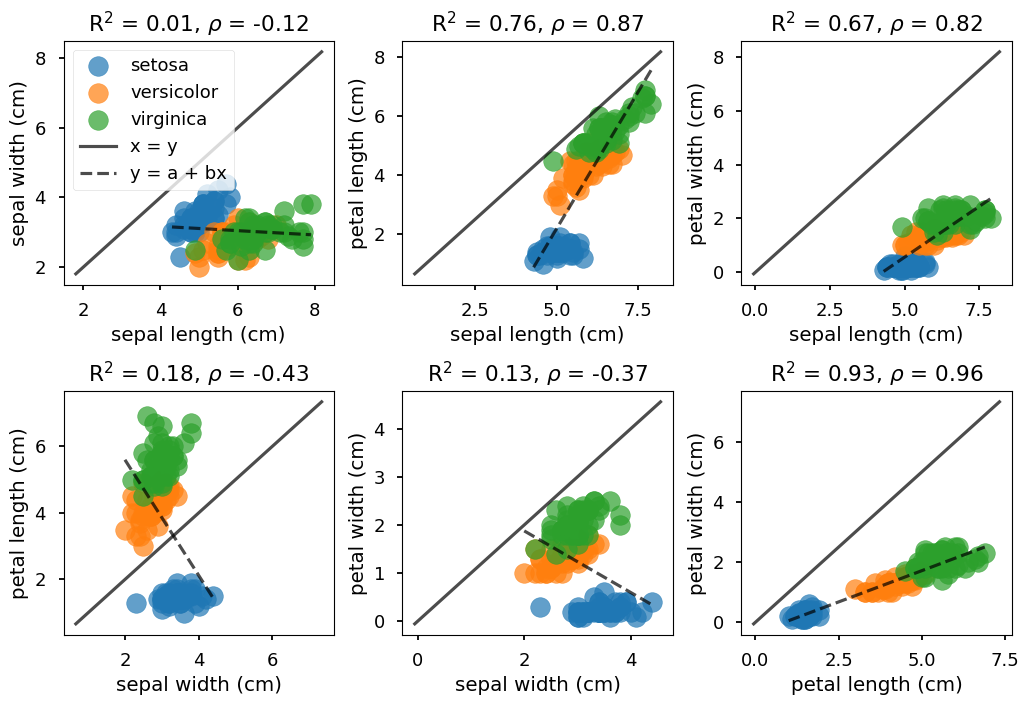 R² = 0.01, ρ = -0.12
sepal width (cm)
8
6
4
2
setosa
versicolor
virginica
x = y
y = a + bx
2 4 6 8
sepal length (cm)
R² = 0.76, ρ = 0.87
petal length (cm)
8
6
4
2
2.5 5.0 7.5
sepal length (cm)
R² = 0.67, ρ = 0.82
petal width (cm)
8
6
4
2
0
0.0 2.5 5.0 7.5
sepal length (cm)
R² = 0.18, ρ = -0.43
petal length (cm)
6
4
2
2 4 6
sepal width (cm)
R² = 0.13, ρ = -0.37
petal width (cm)
4
3
2
1
0
0 2 4
sepal width (cm)
R² = 0.93, ρ = 0.96
petal width (cm)
6
4
2
0
0.0 2.5 5.0 7.5
petal length (cm)